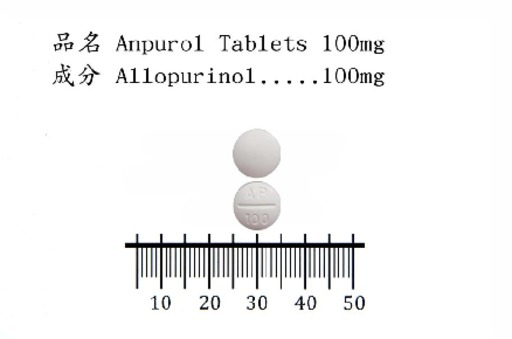 品名 Anpurol Tablets 100mg
成分 Allopurinol.....100mg
AP
100
10 20 30 40 50